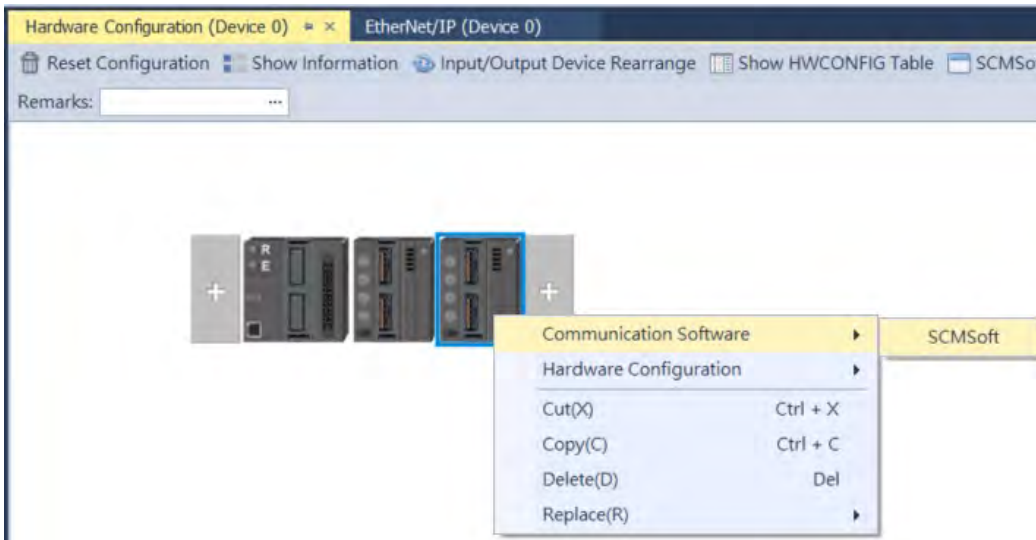 Hardware Configuration (Device 0) EtherNet/IP (Device 0)
Reset Configuration Show Information Input/Output Device Rearrange Show HWCONFIG Table SCMSo
Remarks: ...
R
E
+ +
Communication Software SCMSoft
Hardware Configuration
Cut(X) Ctrl + X
Copy(C) Ctrl + C
Delete(D) Del
Replace(R)